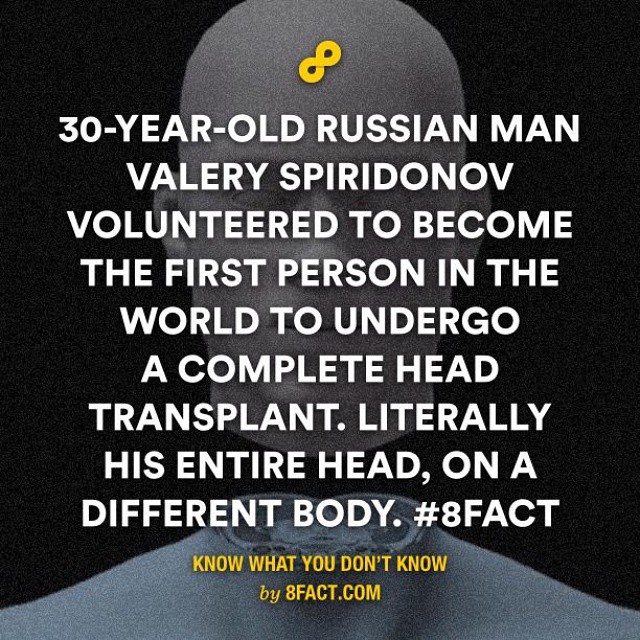 30-YEAR-OLD RUSSIAN MAN
VALERY SPIRIDONOV
VOLUNTEERED TO BECOME
THE FIRST PERSON IN THE
WORLD TO UNDERGO
A COMPLETE HEAD
TRANSPLANT. LITERALLY
HIS ENTIRE HEAD, ON A
DIFFERENT BODY. #8FACT
KNOW WHAT YOU DON'T KNOW
by 8FACT.COM